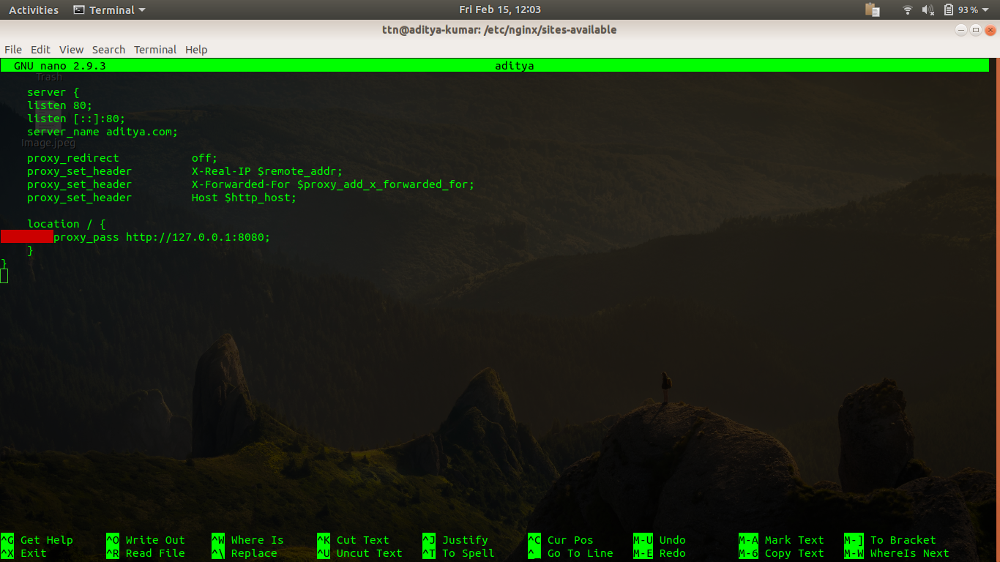 Activities Terminal Fri Feb 15, 12:03 93%
ttn@aditya-kumar: /etc/nginx/sites-available
File Edit View Search Terminal Help
GNU nano 2.9.3 aditya
Trash
server {
listen 80;
listen [::]:80;
server_name aditya.com;
Image.jpeg
proxy_redirect off;
proxy_set_header X-Real-IP $remote_addr;
proxy_set_header X-Forwarded-For $proxy_add_x_forwarded_for;
proxy_set_header Host $http_host;
location / {
proxy_pass http://127.0.0.1:8080;
}
}
^G Get Help ^O Write Out ^W Where Is ^K Cut Text ^J Justify ^C Cur Pos M-U Undo M-A Mark Text M-] To Bracket
^X Exit ^R Read File ^\ Replace ^U Uncut Text ^T To Spell ^_ Go To Line M-E Redo M-6 Copy Text M-W WhereIs Next